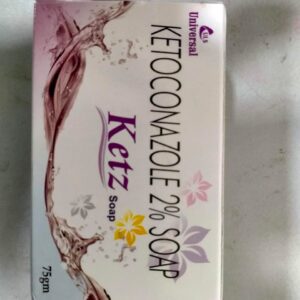 Universal
KETOCONAZOLE 2% SOAP
Ketz
Soap
75gm